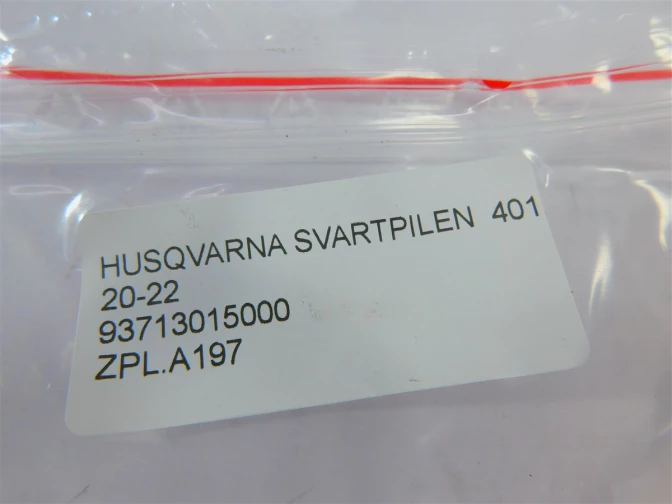 HUSQVARNA SVARTPILEN 401
20-22
93713015000
ZPL.A197